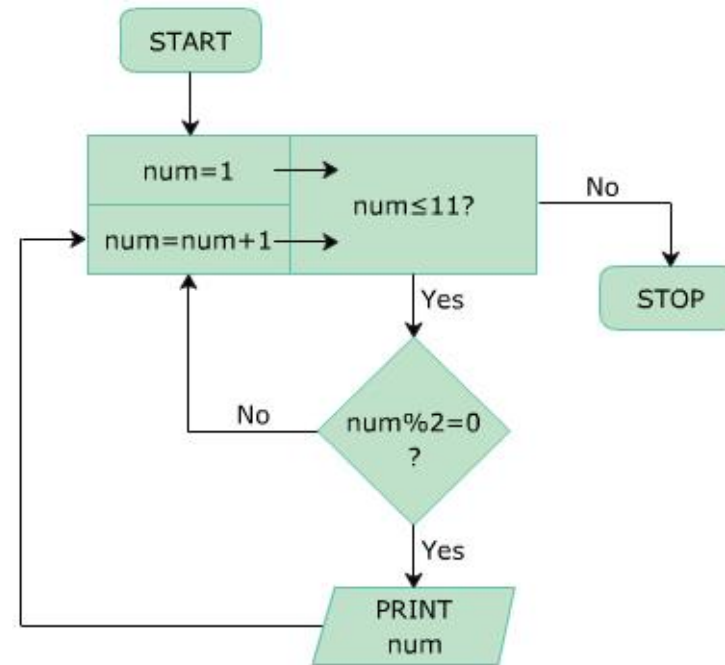 START
num=1
num≤11?
num=num+1
No
STOP
Yes
No
num%2=0
?
Yes
PRINT
num